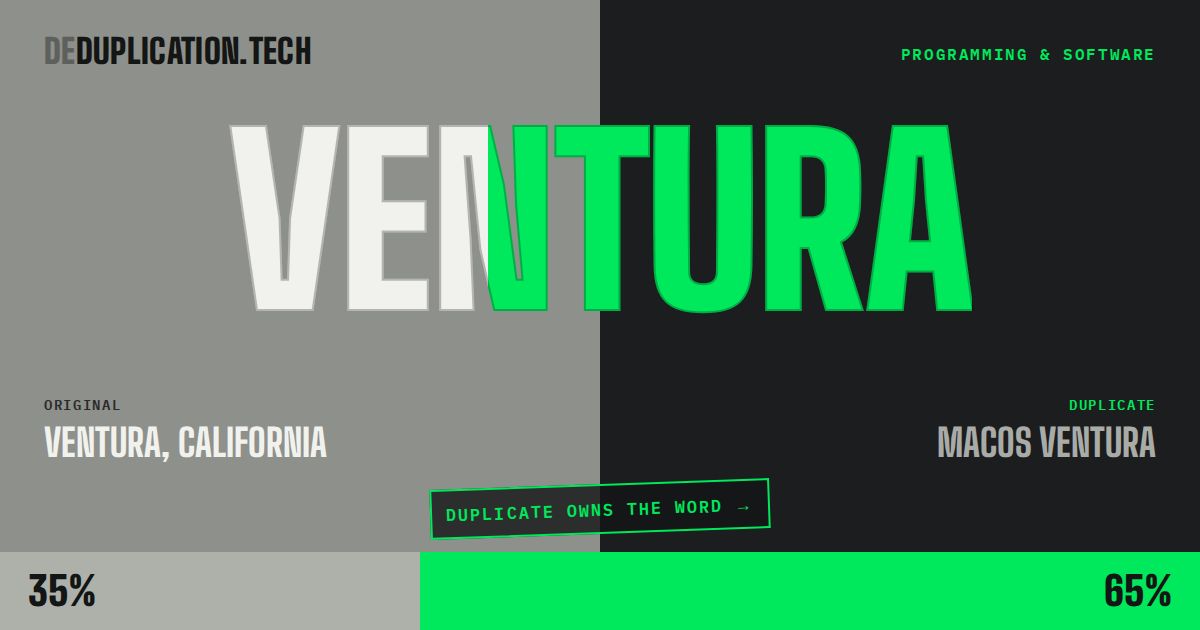 DEDUPLICATION.TECH
PROGRAMMING & SOFTWARE
VENTURA
ORIGINAL
VENTURA, CALIFORNIA
DUPLICATE
MACOS VENTURA
DUPLICATE OWNS THE WORD →
35%
65%